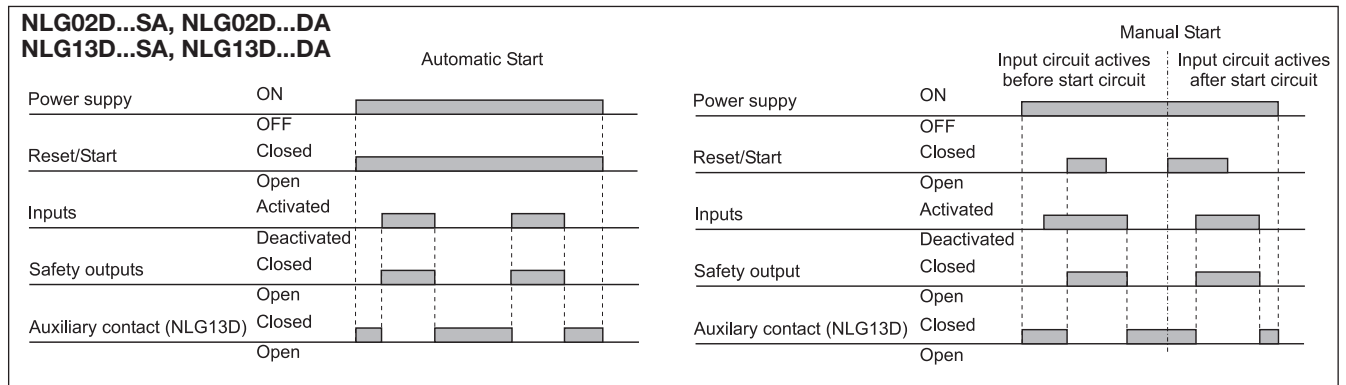 NLG02D...SA, NLG02D...DA
NLG13D...SA, NLG13D...DA
Automatic Start
Power suppy
ON
OFF
Reset/Start
Closed
Open
Inputs
Activated
Deactivated
Safety outputs
Closed
Open
Auxiliary contact (NLG13D)
Closed
Open
Manual Start
Input circuit actives
before start circuit
Input circuit actives
after start circuit
Power suppy
ON
OFF
Reset/Start
Closed
Open
Inputs
Activated
Deactivated
Safety output
Closed
Open
Auxilary contact (NLG13D)
Closed
Open